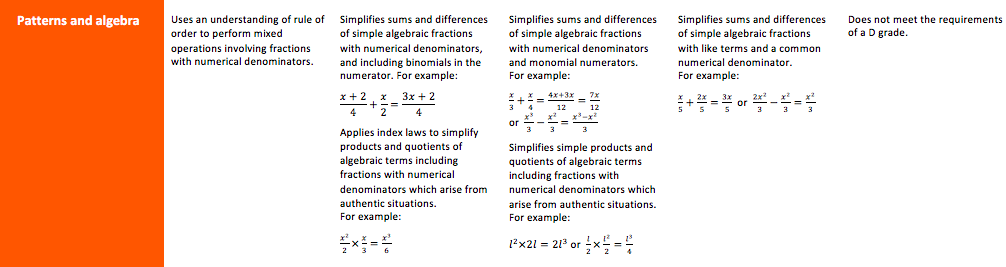 Patterns and algebra
Uses an understanding of rule of
order to perform mixed
operations involving fractions
with numerical denominators.
Simplifies sums and differences
of simple algebraic fractions
with numerical denominators,
and including binomials in the
numerator. For example:
(x + 2)/4 + x/2 = (3x + 2)/4
Applies index laws to simplify
products and quotients of
algebraic terms including
fractions with numerical
denominators which arise from
authentic situations.
For example:
x²/2 × x/3 = x³/6
Simplifies sums and differences
of simple algebraic fractions
with numerical denominators
and monomial numerators.
For example:
x/3 + x/4 = (4x+3x)/12 = 7x/12
or x³/3 − x²/3 = (x³−x²)/3
Simplifies simple products and
quotients of algebraic terms
including fractions with
numerical denominators which
arise from authentic situations.
For example:
l²×2l = 2l³ or l/2 × l²/2 = l³/4
Simplifies sums and differences
of simple algebraic fractions
with like terms and a common
numerical denominator.
For example:
x/5 + 2x/5 = 3x/5 or 2x²/3 − x²/3 = x²/3
Does not meet the requirements
of a D grade.